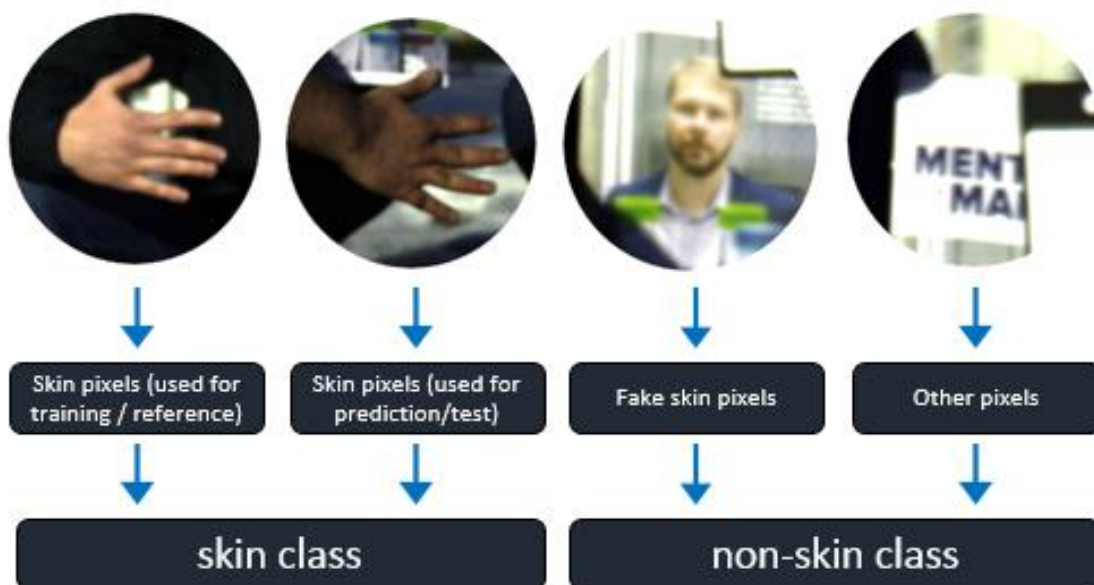 MENT
MAI
Skin pixels (used for
training / reference)
Skin pixels (used for
prediction/test)
Fake skin pixels
Other pixels
skin class
non-skin class